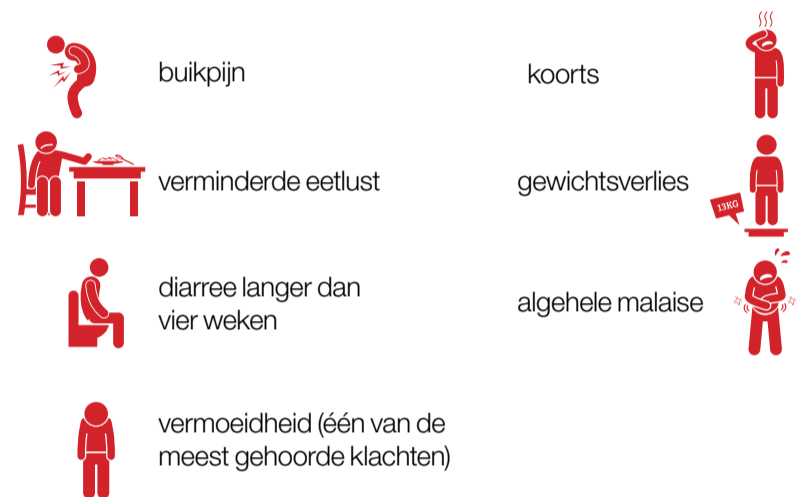 buikpijn
verminderde eetlust
diarree langer dan
vier weken
vermoeidheid (één van de
meest gehoorde klachten)
koorts
gewichtsverlies
13KG
algehele malaise